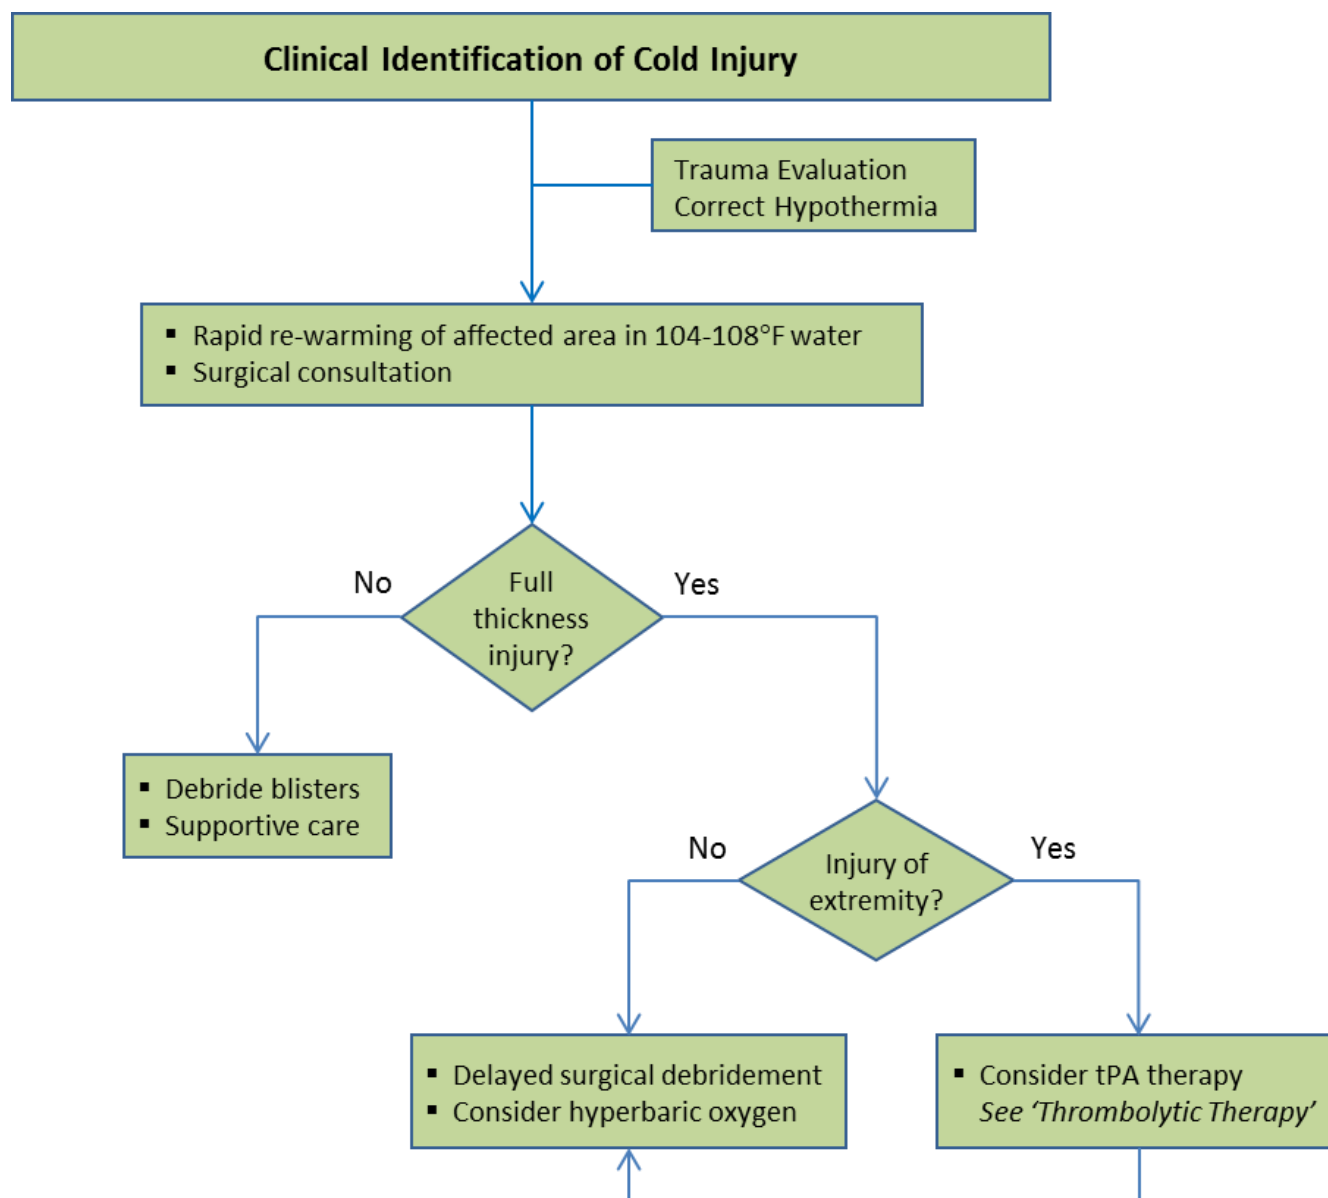 Clinical Identification of Cold Injury
Trauma Evaluation
Correct Hypothermia
▪ Rapid re-warming of affected area in 104-108°F water
▪ Surgical consultation
No
Full
thickness
injury?
Yes
▪ Debride blisters
▪ Supportive care
No
Injury of
extremity?
Yes
▪ Delayed surgical debridement
▪ Consider hyperbaric oxygen
▪ Consider tPA therapy
See ‘Thrombolytic Therapy’